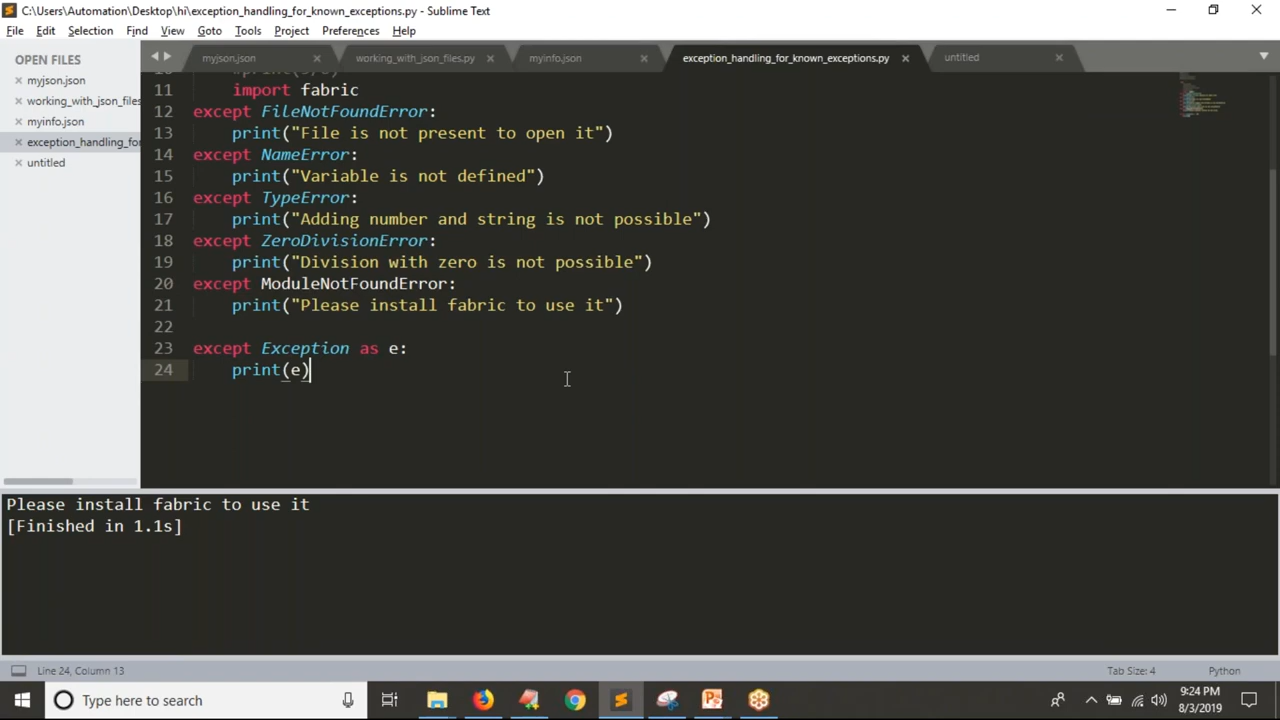 C:\Users\Automation\Desktop\hi\exception_handling_for_known_exceptions.py - Sublime Text
File Edit Selection Find View Goto Tools Project Preferences Help
OPEN FILES
myjson.json
working_with_json_files
myinfo.json
exception_handling_for
untitled
myjson.json working_with_json_files.py myinfo.json exception_handling_for_known_exceptions.py untitled
11 import fabric
12 except FileNotFoundError:
13 print("File is not present to open it")
14 except NameError:
15 print("Variable is not defined")
16 except TypeError:
17 print("Adding number and string is not possible")
18 except ZeroDivisionError:
19 print("Division with zero is not possible")
20 except ModuleNotFoundError:
21 print("Please install fabric to use it")
22
23 except Exception as e:
24 print(e)
Please install fabric to use it
[Finished in 1.1s]
Line 24, Column 13 Tab Size: 4 Python
Type here to search
9:24 PM
8/3/2019